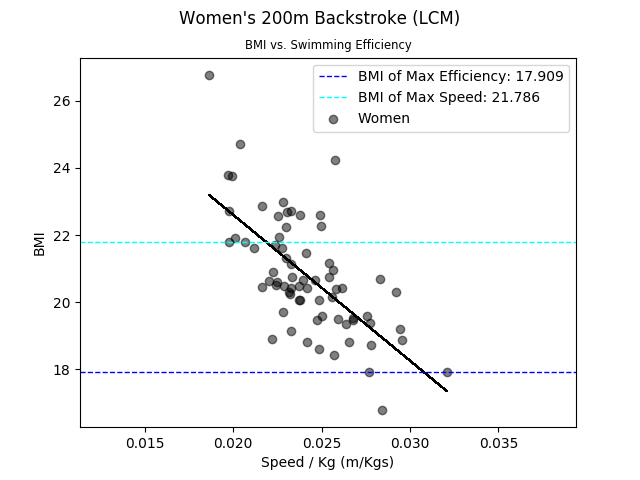 Women's 200m Backstroke (LCM)
BMI vs. Swimming Efficiency
BMI of Max Efficiency: 17.909
BMI of Max Speed: 21.786
Women
26
24
22
20
18
BMI
0.015 0.020 0.025 0.030 0.035
Speed / Kg (m/Kgs)